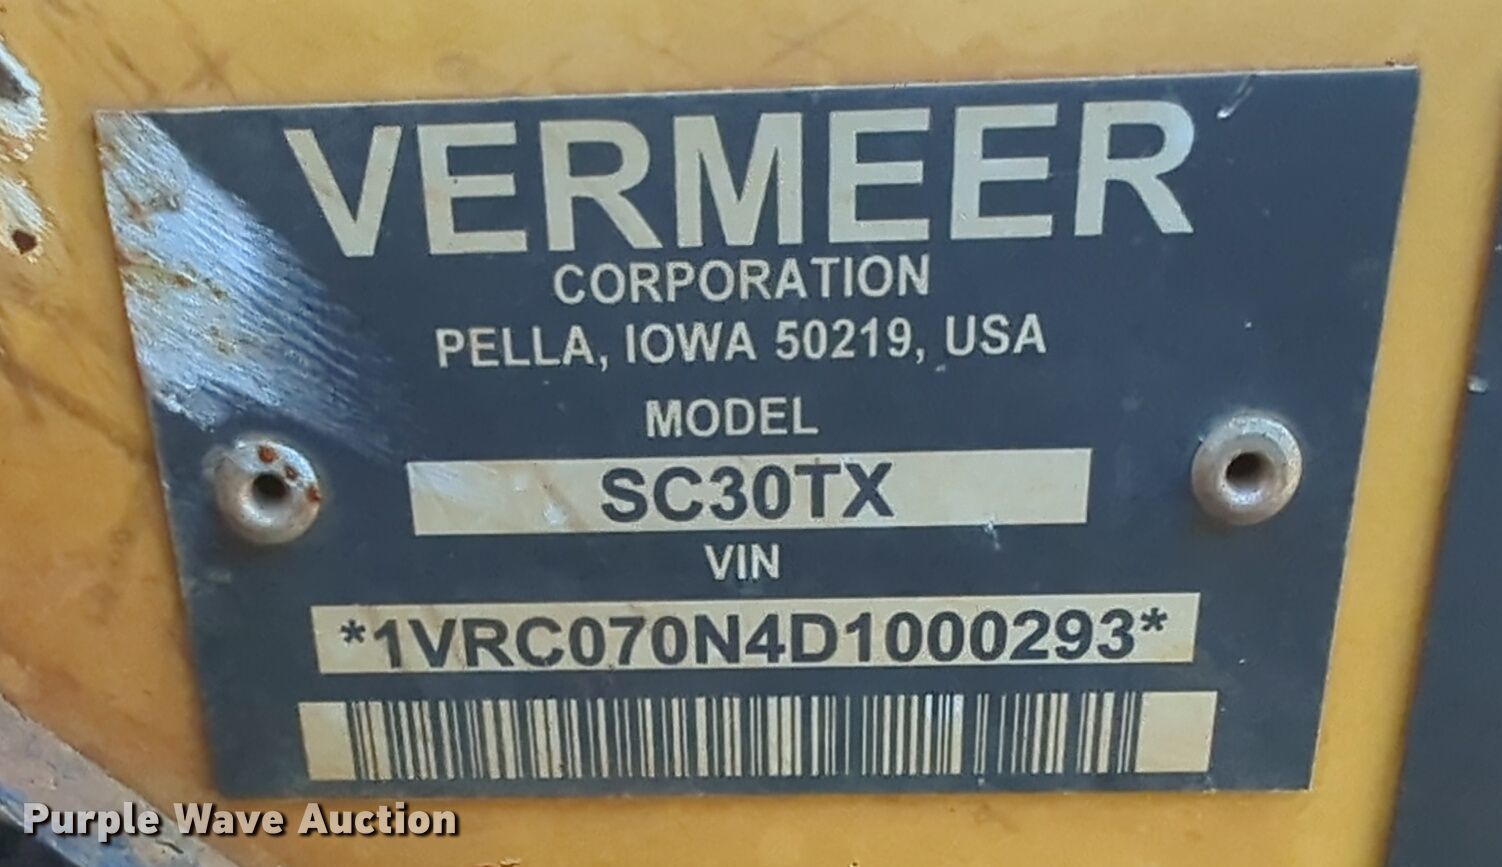 VERMEER
CORPORATION
PELLA, IOWA 50219, USA
MODEL
SC30TX
VIN
*1VRC070N4D1000293*
Purple Wave Auction